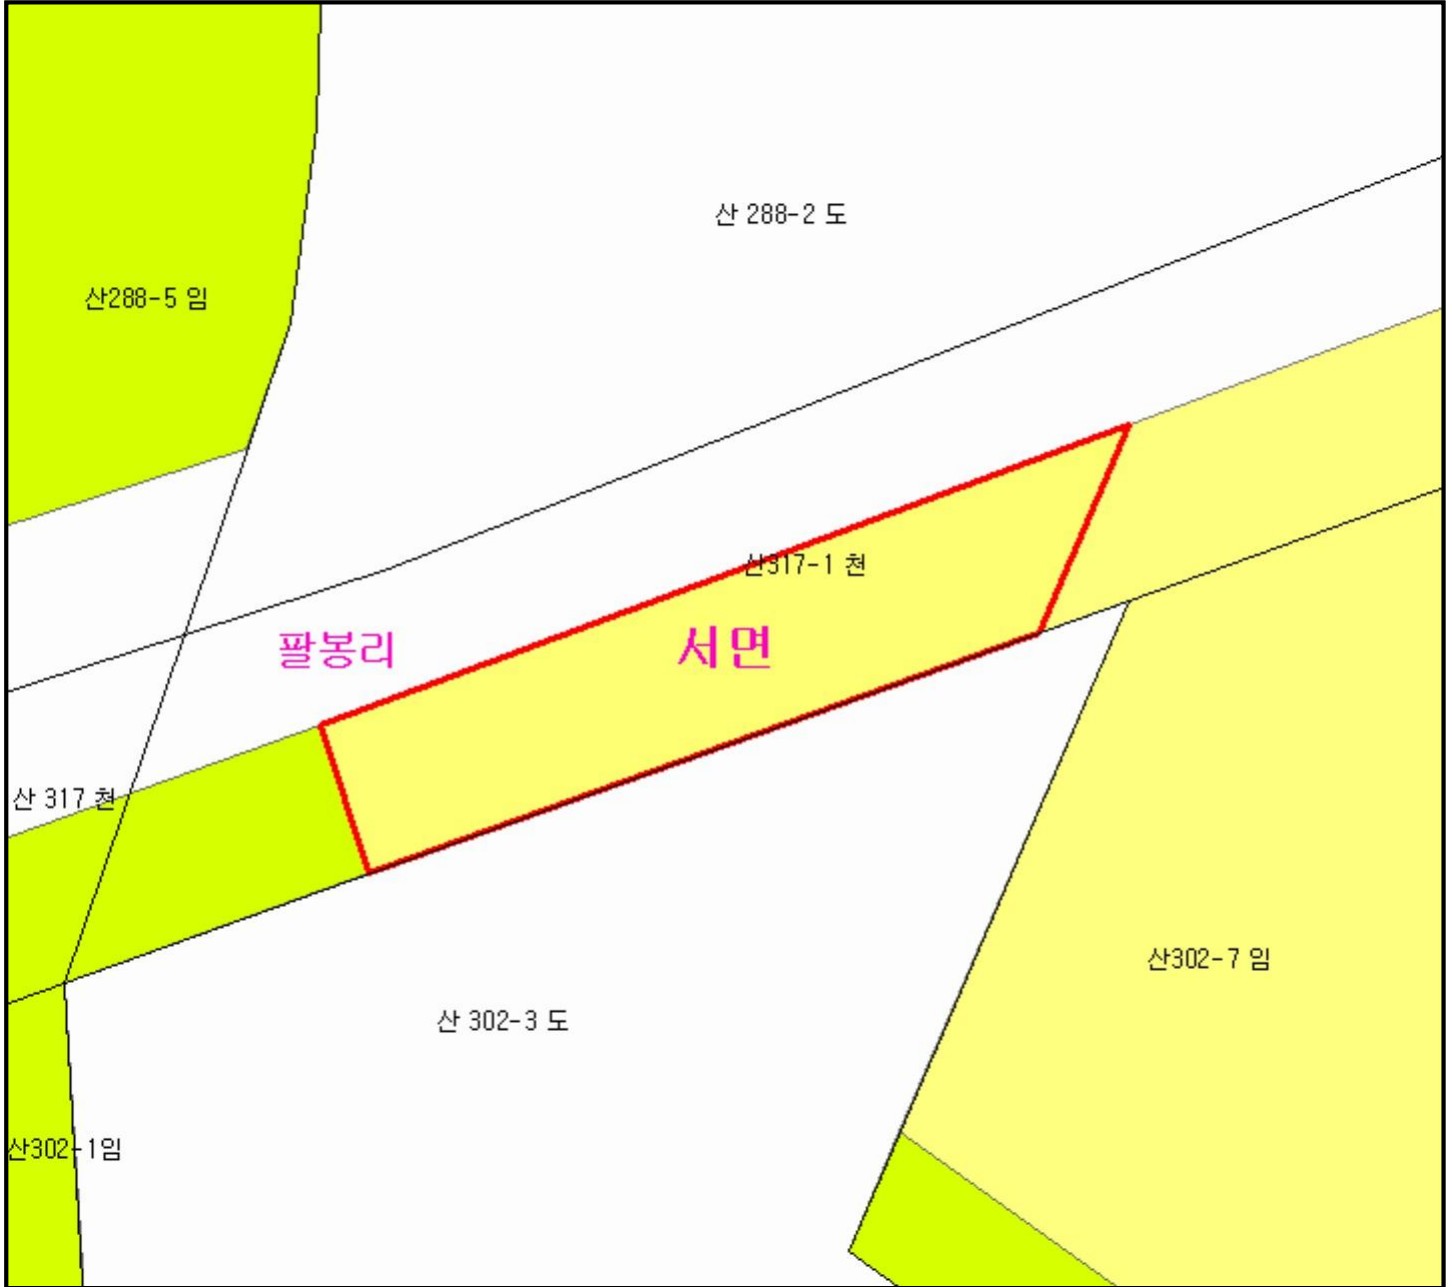 산 288-2 도
산288-5 임
산317-1 천
팔봉리
서면
산 317 천
산302-7 임
산 302-3 도
산302-1임